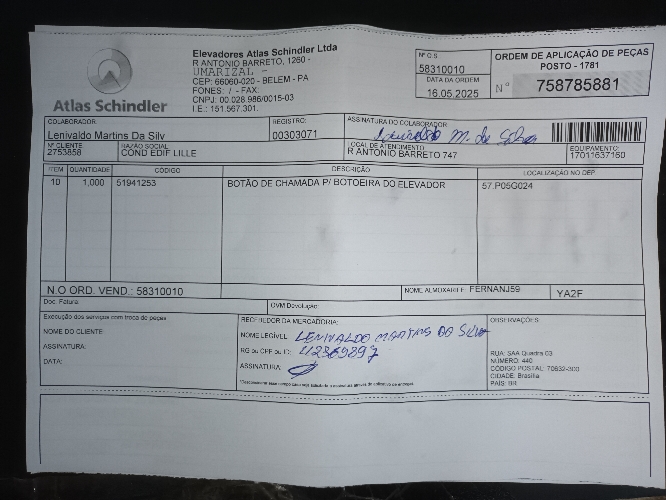 Atlas Schindler
Elevadores Atlas Schindler Ltda
R ANTONIO BARRETO, 1260 -
UMARIZAL -
CEP: 66060-020 - BELEM - PA
FONES: / - FAX:
CNPJ: 00 028 986/0015-03
I.E.: 151.567.301.
Nº O.S.
58310010
DATA DA ORDEM
16.05.2025
ORDEM DE APLICAÇÃO DE PEÇAS
POSTO - 1781
N° 758785881
COLABORADOR
Lenivaldo Martins Da Silv
REGISTRO:
00303071
ASSINATURA DO COLABORADOR
M. da Silva
Nº CLIENTE
2753858
RAZÃO SOCIAL
COND EDIF LILLE
LOCAL DE ATENDIMENTO
R ANTONIO BARRETO 747
EQUIPAMENTO:
17011637160
ITEM QUANTIDADE CÓDIGO DESCRIÇÃO LOCALIZAÇÃO NO DEP.
10 1,000 51941253 BOTÃO DE CHAMADA P/ BOTOEIRA DO ELEVADOR 57.P05G024
N.O ORD. VEND.: 58310010
NOME ALMOXARIFE: FERNANJ59
YA2F
Doc. Fatura:
OVM Devolução:
Execução dos serviços com troca de peças
NOME DO CLIENTE
ASSINATURA:
DATA:
RECEBEDOR DA MERCADORIA:
NOME LEGÍVEL: LENIVALDO MARTINS DA SILVA
RG ou CPF ou ID: 42369897
ASSINATURA:
OBSERVAÇÕES:
RUA: SAA Quadra 03
NÚMERO: 440
CÓDIGO POSTAL: 70632-300
CIDADE: Brasília
PAÍS: BR